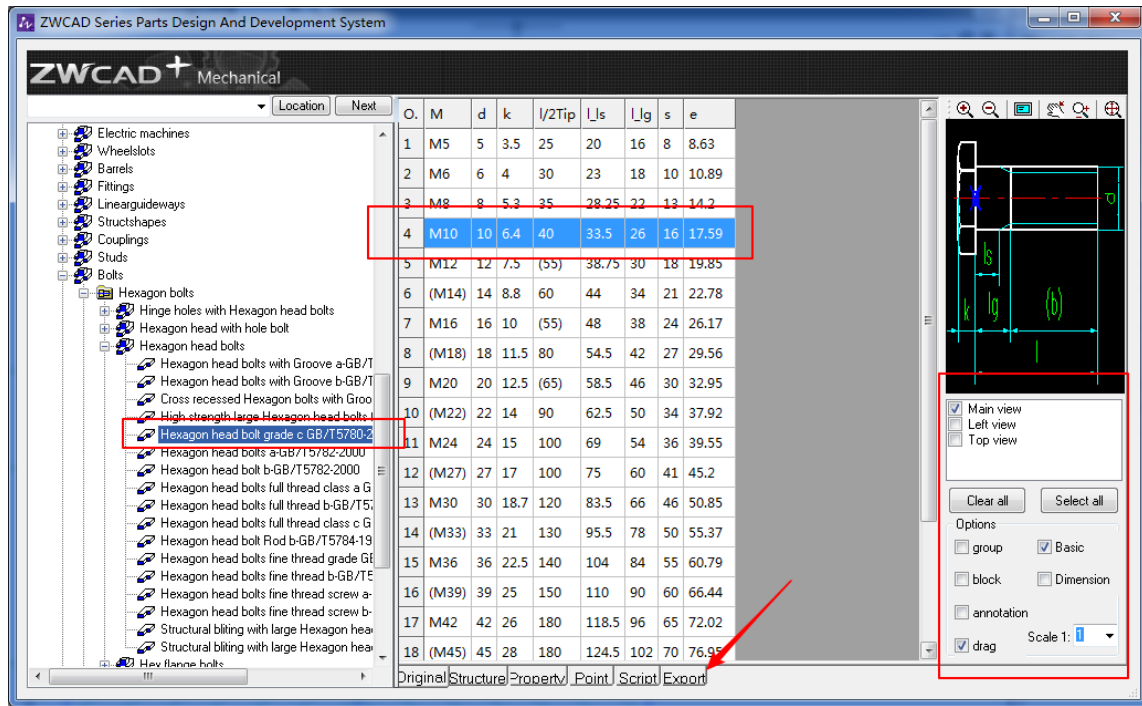 ZWCAD Series Parts Design And Development System
ZWCAD+ Mechanical
Location Next
Electric machines
Wheelslots
Barrels
Fittings
Linearguideways
Structshapes
Couplings
Studs
Bolts
Hexagon bolts
Hinge holes with Hexagon head bolts
Hexagon head with hole bolt
Hexagon head bolts
Hexagon head bolts with Groove a-GB/T
Hexagon head bolts with Groove b-GB/T
Cross recessed Hexagon bolts with Groo
High strength large Hexagon head bolts
Hexagon head bolt grade c GB/T5780-2
Hexagon head bolts a-GB/T5782-2000
Hexagon head bolt b-GB/T5782-2000
Hexagon head bolts full thread class a G
Hexagon head bolts full thread b-GB/T57
Hexagon head bolts full thread class c G
Hexagon head bolt Rod b-GB/T5784-19
Hexagon head bolts fine thread grade GB
Hexagon head bolts fine thread b-GB/T5
Hexagon head bolts fine thread screw a-
Hexagon head bolts fine thread screw b-
Structural bliting with large Hexagon hea
Structural bliting with large Hexagon hea
Hex flange bolts
O. M d k l/2Tip l_ls l_lg s e
1 M5 5 3.5 25 20 16 8 8.63
2 M6 6 4 30 23 18 10 10.89
3 M8 8 5.3 35 28.25 22 13 14.2
4 M10 10 6.4 40 33.5 26 16 17.59
5 M12 12 7.5 (55) 38.75 30 18 19.85
6 (M14) 14 8.8 60 44 34 21 22.78
7 M16 16 10 (55) 48 38 24 26.17
8 (M18) 18 11.5 80 54.5 42 27 29.56
9 M20 20 12.5 (65) 58.5 46 30 32.95
10 (M22) 22 14 90 62.5 50 34 37.92
11 M24 24 15 100 69 54 36 39.55
12 (M27) 27 17 100 75 60 41 45.2
13 M30 30 18.7 120 83.5 66 46 50.85
14 (M33) 33 21 130 95.5 78 50 55.37
15 M36 36 22.5 140 104 84 55 60.79
16 (M39) 39 25 150 110 90 60 66.44
17 M42 42 26 180 118.5 96 65 72.02
18 (M45) 45 28 180 124.5 102 70 76.95
Original Structure Property Point Script Export
d
ls
k lg (b)
l
Main view
Left view
Top view
Clear all Select all
Options
group Basic
block Dimension
annotation
drag Scale 1: 1